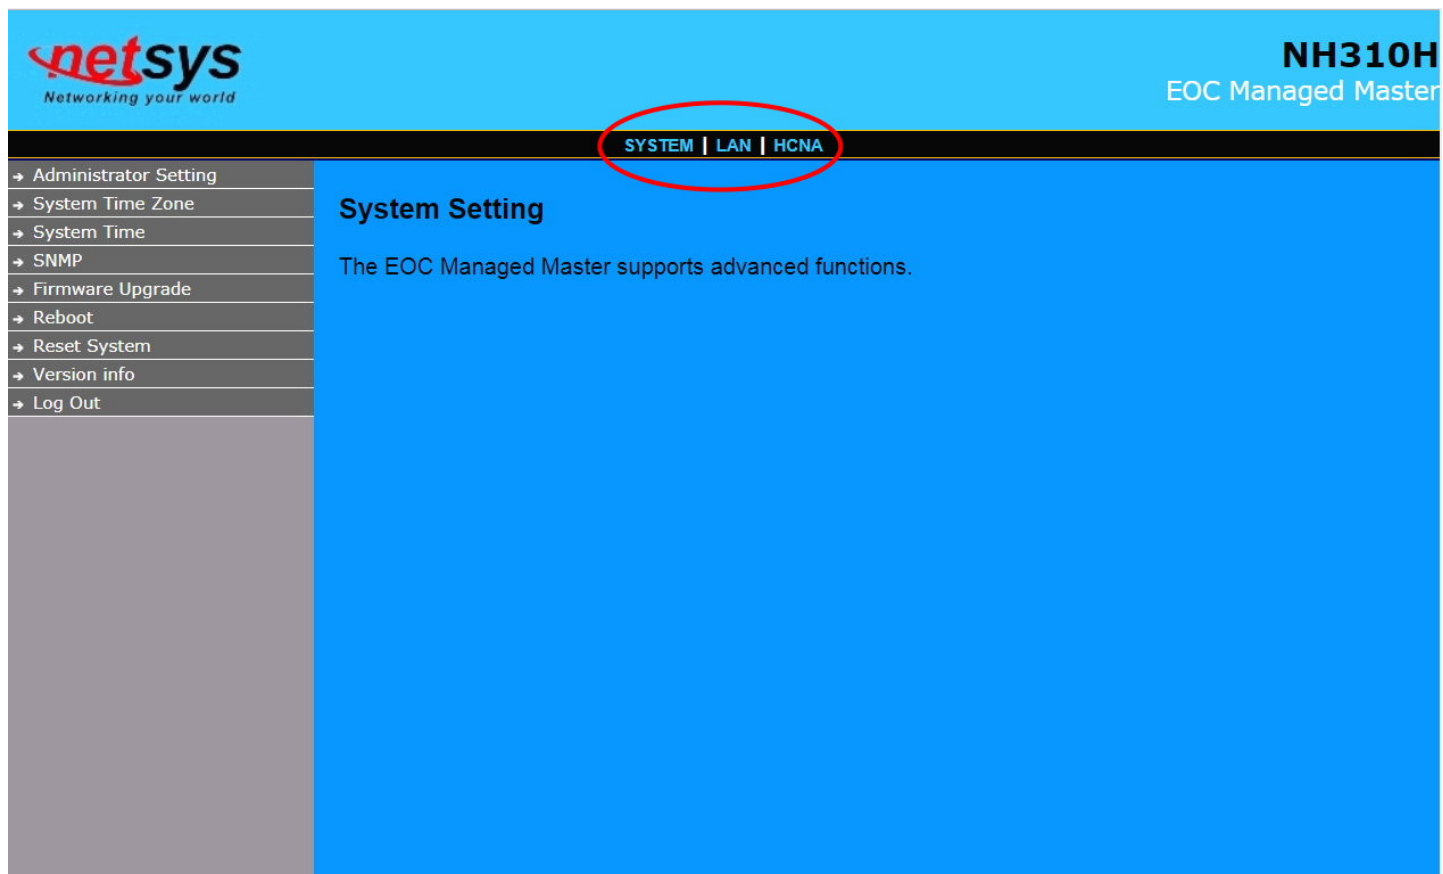 netsys
Networking your world
NH310H
EOC Managed Master
SYSTEM | LAN | HCNA
Administrator Setting
System Time Zone
System Time
SNMP
Firmware Upgrade
Reboot
Reset System
Version info
Log Out
System Setting
The EOC Managed Master supports advanced functions.